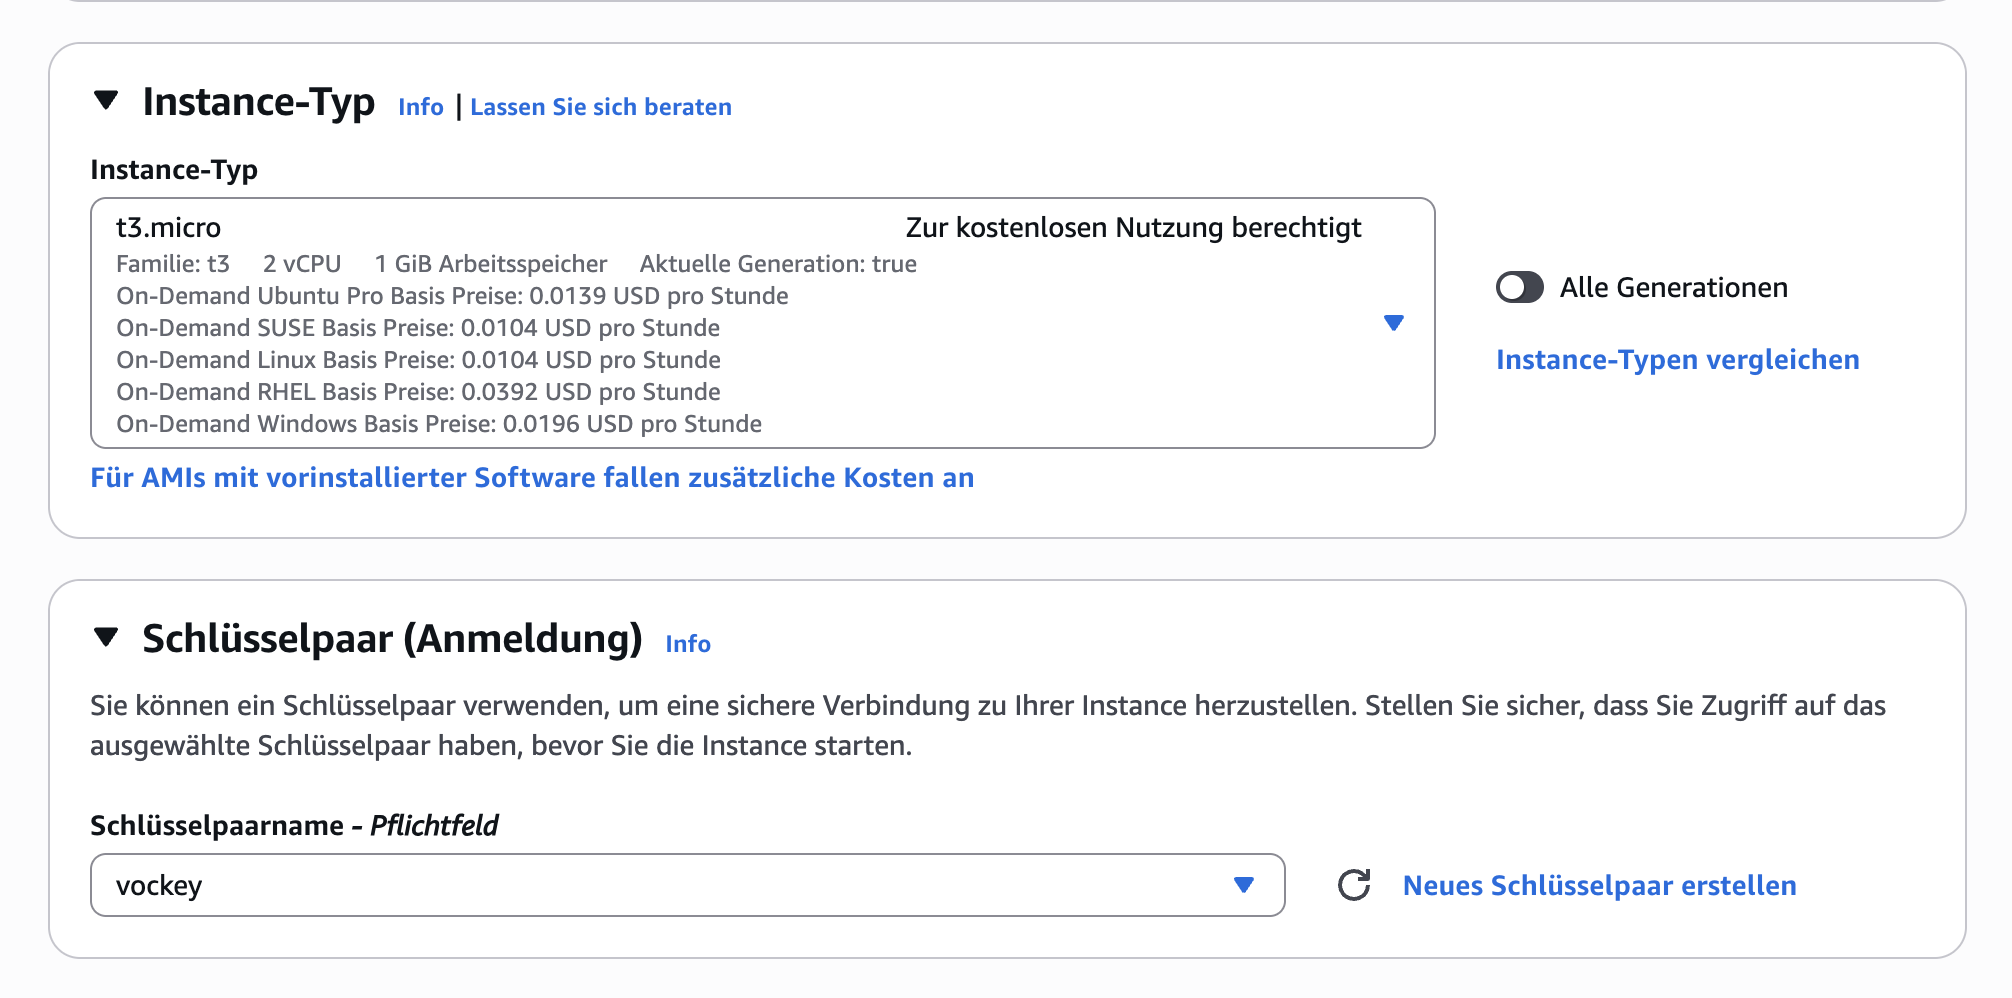 Instance-Typ Info | Lassen Sie sich beraten
Instance-Typ
t3.micro Zur kostenlosen Nutzung berechtigt
Familie: t3 2 vCPU 1 GiB Arbeitsspeicher Aktuelle Generation: true
On-Demand Ubuntu Pro Basis Preise: 0.0139 USD pro Stunde
On-Demand SUSE Basis Preise: 0.0104 USD pro Stunde
On-Demand Linux Basis Preise: 0.0104 USD pro Stunde
On-Demand RHEL Basis Preise: 0.0392 USD pro Stunde
On-Demand Windows Basis Preise: 0.0196 USD pro Stunde
Alle Generationen
Instance-Typen vergleichen
Für AMIs mit vorinstallierter Software fallen zusätzliche Kosten an
Schlüsselpaar (Anmeldung) Info
Sie können ein Schlüsselpaar verwenden, um eine sichere Verbindung zu Ihrer Instance herzustellen. Stellen Sie sicher, dass Sie Zugriff auf das
ausgewählte Schlüsselpaar haben, bevor Sie die Instance starten.
Schlüsselpaarname - Pflichtfeld
vockey
Neues Schlüsselpaar erstellen